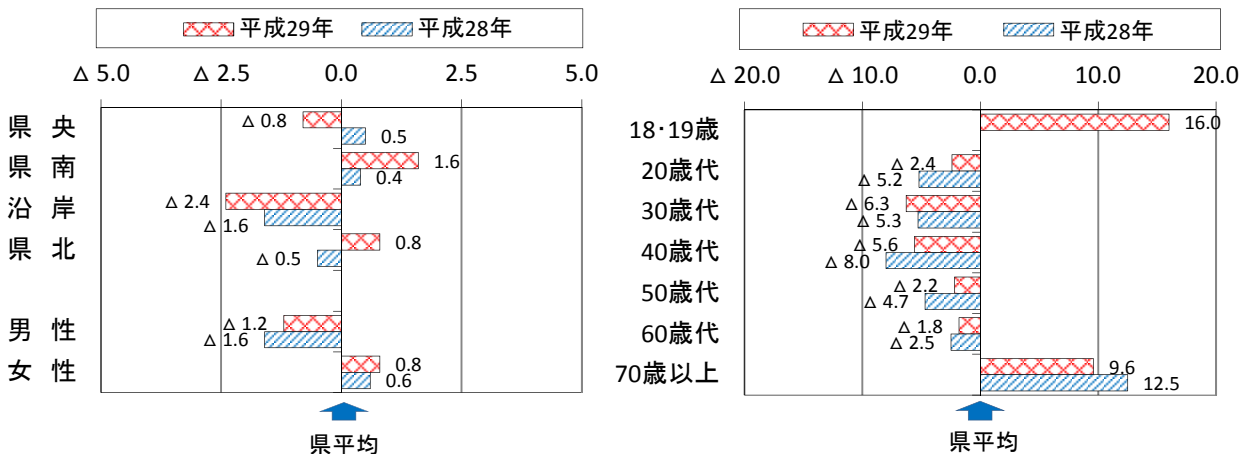 平成29年 平成28年
△ 5.0 △ 2.5 0.0 2.5 5.0
県 央 △ 0.8 0.5
県 南 1.6 0.4
沿 岸 △ 2.4 △ 1.6
県 北 0.8 △ 0.5
男 性 △ 1.2 △ 1.6
女 性 0.8 0.6
県平均
平成29年 平成28年
△ 20.0 △ 10.0 0.0 10.0 20.0
18･19歳 16.0
20歳代 △ 2.4 △ 5.2
30歳代 △ 6.3 △ 5.3
40歳代 △ 5.6 △ 8.0
50歳代 △ 2.2 △ 4.7
60歳代 △ 1.8 △ 2.5
70歳以上 9.6 12.5
県平均